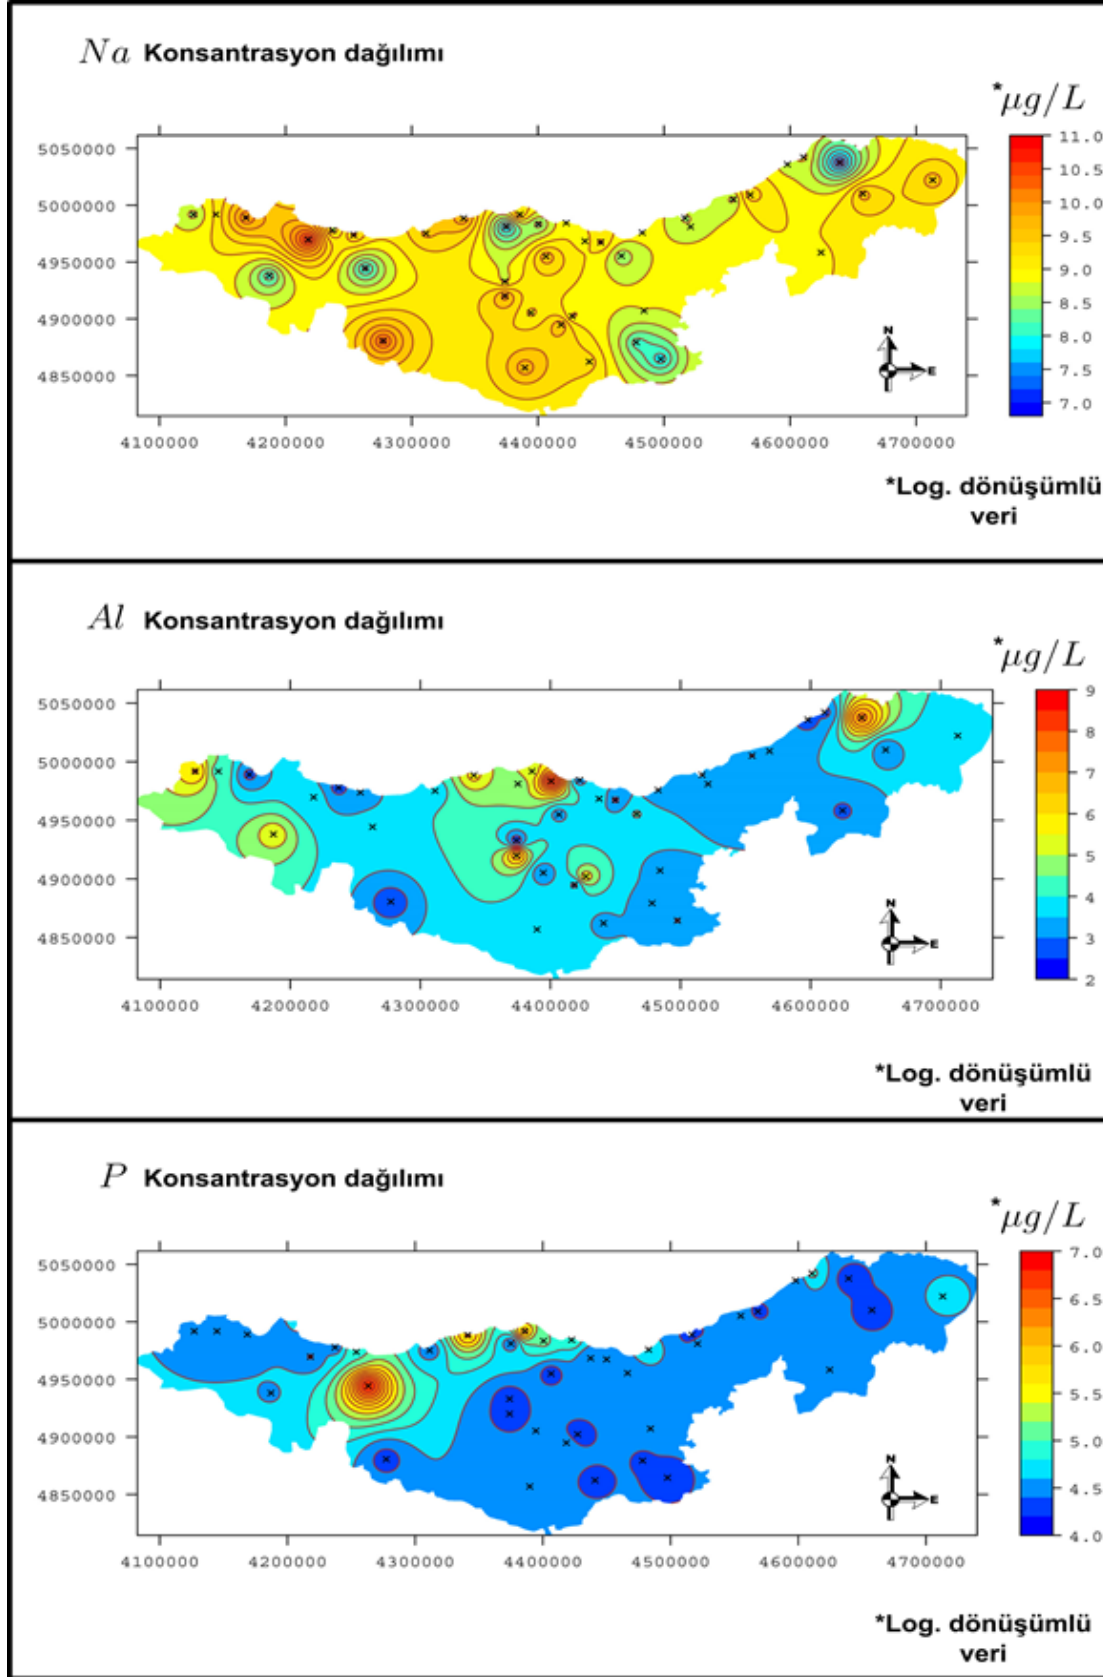 Na Konsantrasyon dağılımı
*μg/L
5050000
5000000
4950000
4900000
4850000
4100000 4200000 4300000 4400000 4500000 4600000 4700000
11.0
10.5
10.0
9.5
9.0
8.5
8.0
7.5
7.0
N
E
*Log. dönüşümlü
veri
Al Konsantrasyon dağılımı
*μg/L
5050000
5000000
4950000
4900000
4850000
4100000 4200000 4300000 4400000 4500000 4600000 4700000
9
8
7
6
5
4
3
2
N
E
*Log. dönüşümlü
veri
P Konsantrasyon dağılımı
*μg/L
5050000
5000000
4950000
4900000
4850000
4100000 4200000 4300000 4400000 4500000 4600000 4700000
7.0
6.5
6.0
5.5
5.0
4.5
4.0
N
E
*Log. dönüşümlü
veri